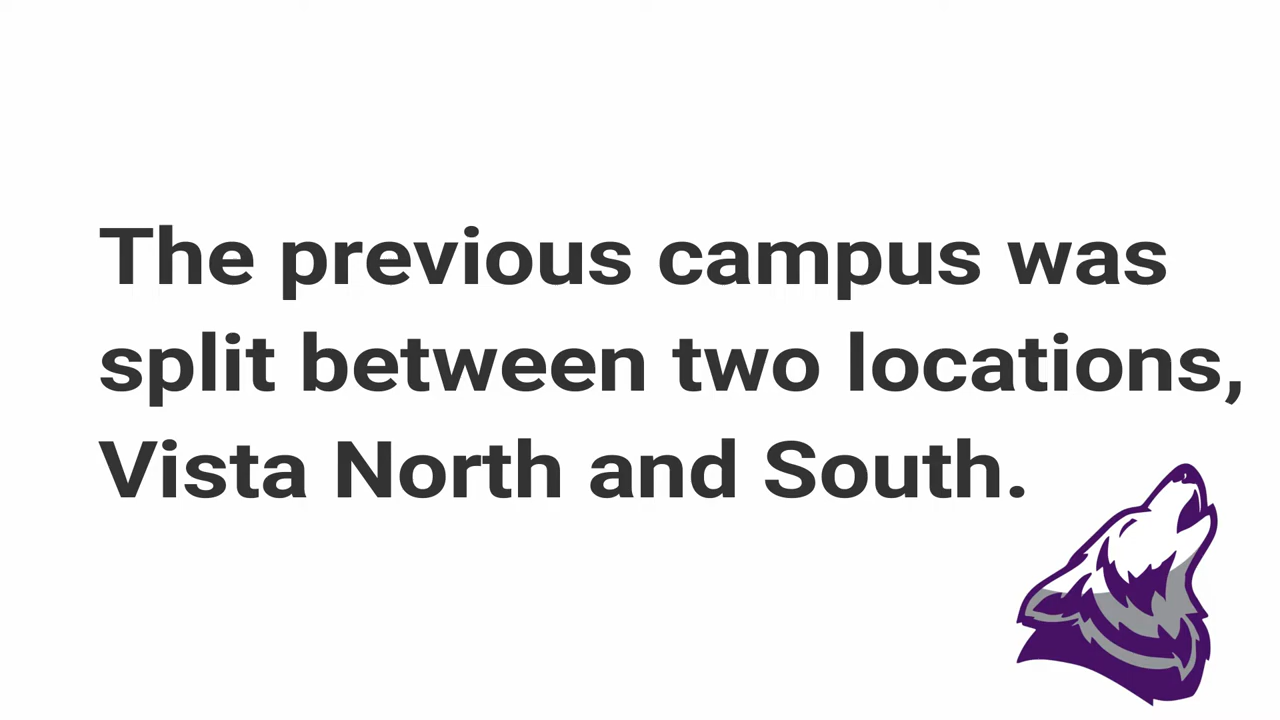 The previous campus was
split between two locations,
Vista North and South.